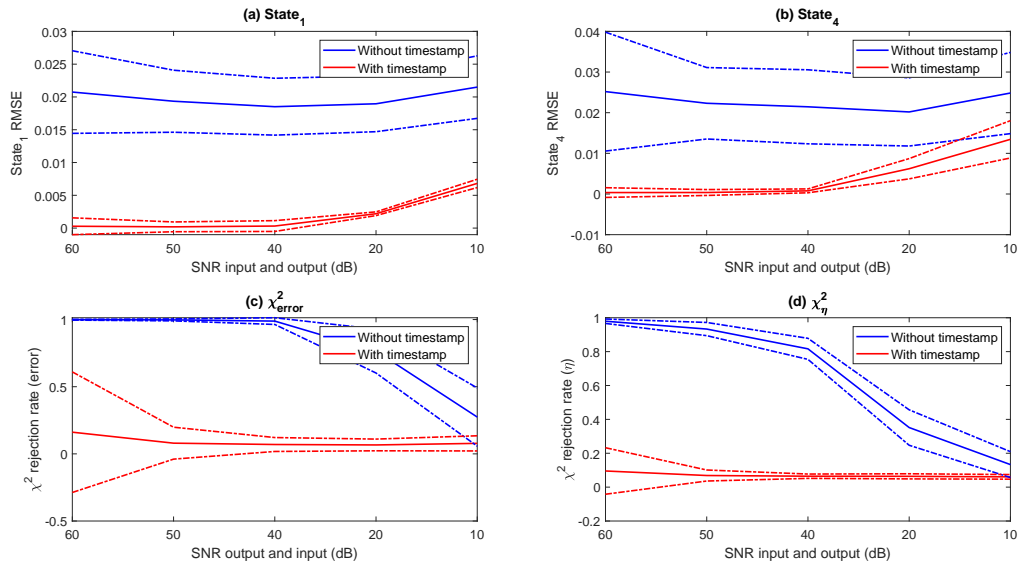 (a) State₁
0.03
0.025
0.02
0.015
0.01
0.005
0
State₁ RMSE
Without timestamp
With timestamp
60 50 40 20 10
SNR input and output (dB)
(b) State₄
0.04
0.03
0.02
0.01
0
-0.01
State₄ RMSE
Without timestamp
With timestamp
60 50 40 20 10
SNR input and output (dB)
(c) χ²error
1
0.5
0
-0.5
χ² rejection rate (error)
Without timestamp
With timestamp
60 50 40 20 10
SNR output and input (dB)
(d) χ²η
1
0.8
0.6
0.4
0.2
0
-0.2
χ² rejection rate (η)
Without timestamp
With timestamp
60 50 40 20 10
SNR input and output (dB)